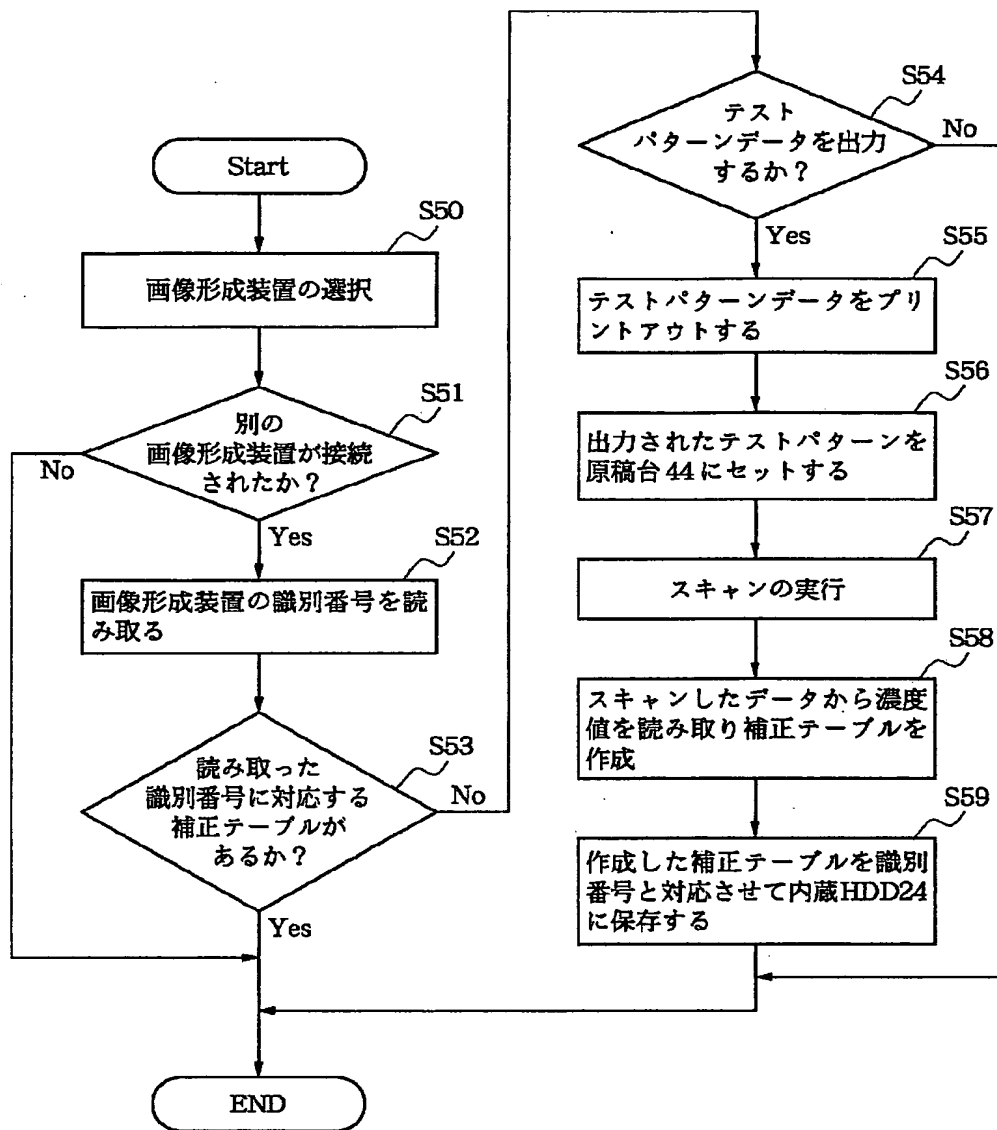 Start
S50
画像形成装置の選択
S51
別の
画像形成装置が接続
されたか？
No
Yes
S52
画像形成装置の識別番号を読
み取る
S53
読み取った
識別番号に対応する
補正テーブルが
あるか？
No
Yes
END
S54
テスト
パターンデータを出力
するか？
No
Yes
S55
テストパターンデータをプリ
ントアウトする
S56
出力されたテストパターンを
原稿台44にセットする
S57
スキャンの実行
S58
スキャンしたデータから濃度
値を読み取り補正テーブルを
作成
S59
作成した補正テーブルを識別
番号と対応させて内蔵HDD24
に保存する